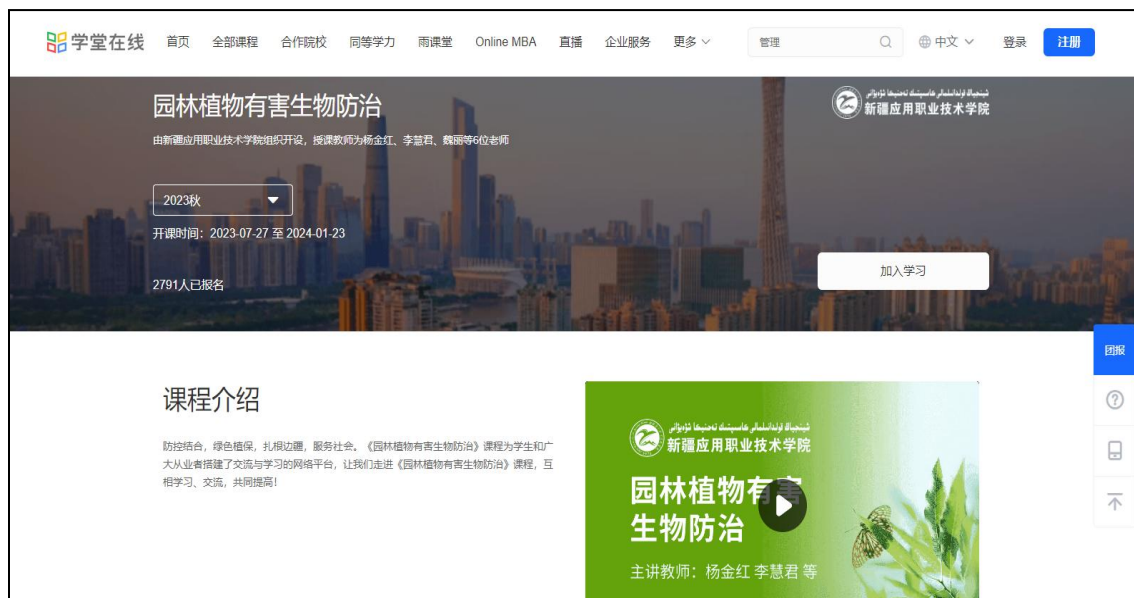 学堂在线 首页 全部课程 合作院校 同等学力 雨课堂 Online MBA 直播 企业服务 更多 管理 中文 登录 注册
园林植物有害生物防治
新疆应用职业技术学院
由新疆应用职业技术学院组织开设，授课教师为杨金红、李慧君、魏丽等6位老师
2023秋
开课时间：2023-07-27 至 2024-01-23
2791人已报名
加入学习
团报
课程介绍
防控结合，绿色植保，扎根边疆，服务社会。《园林植物有害生物防治》课程为学生和广
大从业者搭建了交流与学习的网络平台，让我们走进《园林植物有害生物防治》课程，互
相学习、交流，共同提高！
新疆应用职业技术学院
园林植物有害
生物防治
主讲教师：杨金红 李慧君 等